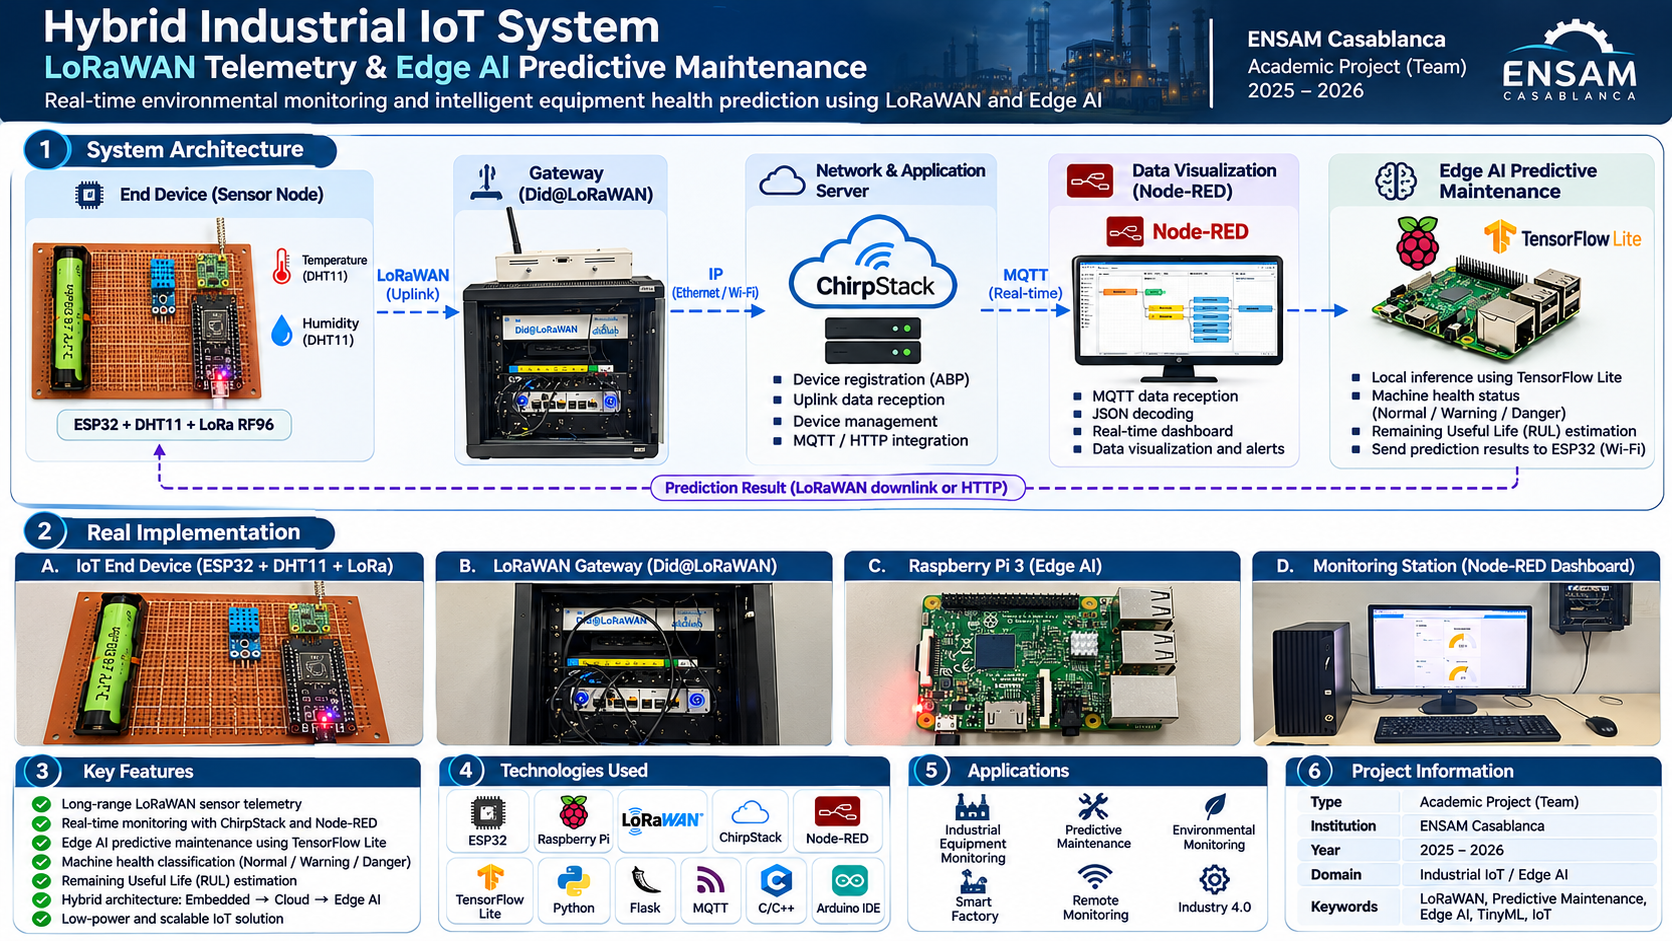 Hybrid Industrial IoT System
LoRaWAN Telemetry & Edge AI Predictive Maintenance
Real-time environmental monitoring and intelligent equipment health prediction using LoRaWAN and Edge AI
ENSAM Casablanca
Academic Project (Team)
2025 – 2026
ENSAM
CASABLANCA
1 System Architecture
End Device (Sensor Node)
Temperature
(DHT11)
Humidity
(DHT11)
ESP32 + DHT11 + LoRa RF96
LoRaWAN
(Uplink)
Gateway
(Did@LoRaWAN)
Did@LoRaWAN
IP
(Ethernet / Wi-Fi)
Network & Application
Server
ChirpStack
Device registration (ABP)
Uplink data reception
Device management
MQTT / HTTP integration
MQTT
(Real-time)
Data Visualization
(Node-RED)
Node-RED
MQTT data reception
JSON decoding
Real-time dashboard
Data visualization and alerts
Edge AI Predictive
Maintenance
TensorFlow Lite
Local inference using TensorFlow Lite
Machine health status
(Normal / Warning / Danger)
Remaining Useful Life (RUL) estimation
Send prediction results to ESP32 (Wi-Fi)
Prediction Result (LoRaWAN downlink or HTTP)
2 Real Implementation
A. IoT End Device (ESP32 + DHT11 + LoRa)
B. LoRaWAN Gateway (Did@LoRaWAN)
Did@LoRaWAN
C. Raspberry Pi 3 (Edge AI)
D. Monitoring Station (Node-RED Dashboard)
3 Key Features
Long-range LoRaWAN sensor telemetry
Real-time monitoring with ChirpStack and Node-RED
Edge AI predictive maintenance using TensorFlow Lite
Machine health classification (Normal / Warning / Danger)
Remaining Useful Life (RUL) estimation
Hybrid architecture: Embedded → Cloud → Edge AI
Low-power and scalable IoT solution
4 Technologies Used
ESP32
Raspberry Pi
LoRaWAN
ChirpStack
Node-RED
TensorFlow
Lite
Python
Flask
MQTT
C/C++
Arduino IDE
5 Applications
Industrial
Equipment
Monitoring
Predictive
Maintenance
Environmental
Monitoring
Smart
Factory
Remote
Monitoring
Industry 4.0
6 Project Information
Type Academic Project (Team)
Institution ENSAM Casablanca
Year 2025 – 2026
Domain Industrial IoT / Edge AI
Keywords LoRaWAN, Predictive Maintenance,
Edge AI, TinyML, IoT